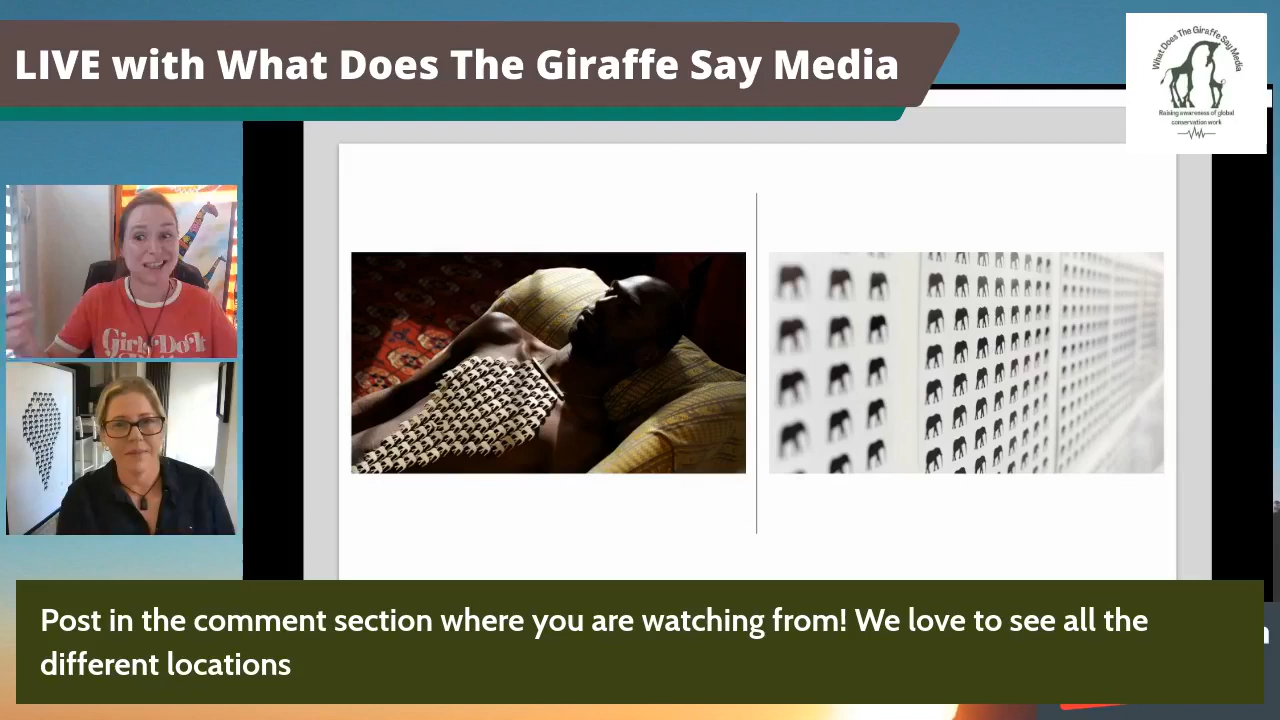 LIVE with What Does The Giraffe Say Media
What Does The Giraffe Say Media
Raising awareness of global
conservation work
Girls Don't
Post in the comment section where you are watching from! We love to see all the
different locations